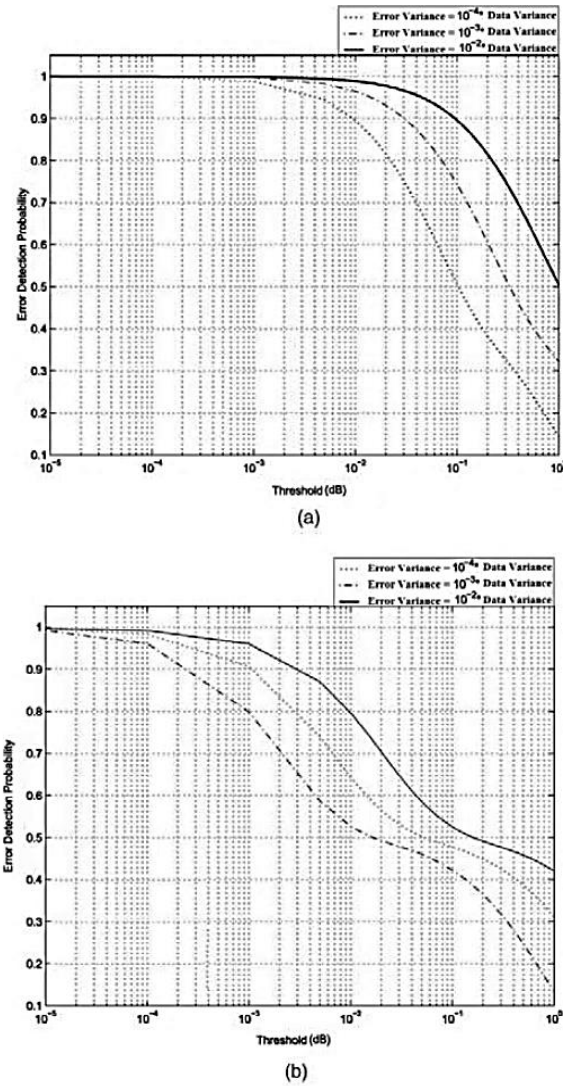 Error Variance = 10⁻⁴* Data Variance
Error Variance = 10⁻³* Data Variance
Error Variance = 10⁻²* Data Variance
1
0.9
0.8
0.7
0.6
0.5
0.4
0.3
0.2
0.1
Error Detection Probability
10⁻⁵ 10⁻⁴ 10⁻³ 10⁻² 10⁻¹ 10⁰
Threshold (dB)
(a)
Error Variance = 10⁻⁴* Data Variance
Error Variance = 10⁻³* Data Variance
Error Variance = 10⁻²* Data Variance
1
0.9
0.8
0.7
0.6
0.5
0.4
0.3
0.2
0.1
Error Detection Probability
10⁻⁵ 10⁻⁴ 10⁻³ 10⁻² 10⁻¹ 10⁰
Threshold (dB)
(b)